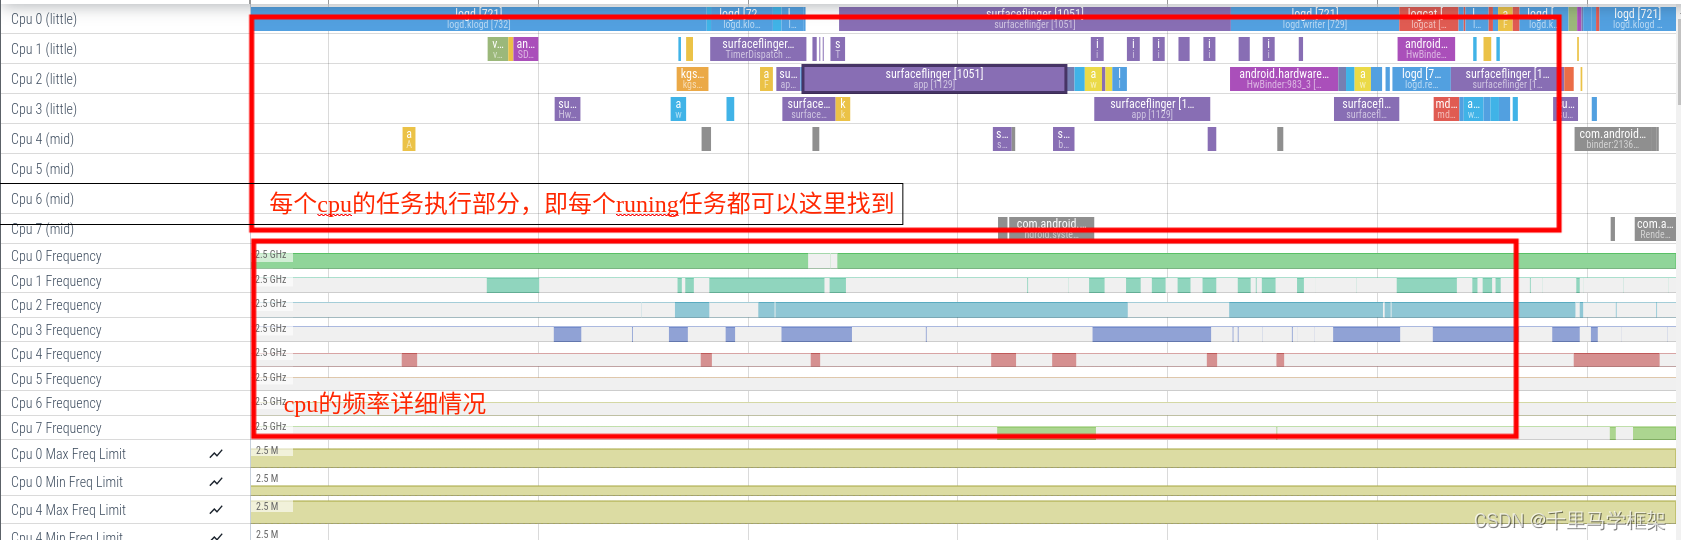 Cpu 0 (little)
logd [721]
logd.klogd [732]
logd [72...
logd.klo...
l...
surfaceflinger [1051]
surfaceflinger [1051]
logd [721]
logd.writer [729]
logcat [...
logcat [...
l...
a
F
logd [...
logd.k...
logd [721]
logd.klogd ...
Cpu 1 (little)
v...
v...
an...
SD...
surfaceflinger...
TimerDispatch ...
s
T
i
i
i
i
i
i
i
i
i
i
android....
HwBinde...
Cpu 2 (little)
kgs...
kgs...
a
F
su...
ap...
surfaceflinger [1051]
app [1129]
a
w
l
l
android.hardware...
HwBinder:983_3 [...
a
w
logd [7...
logd.re...
surfaceflinger [1...
surfaceflinger [1...
Cpu 3 (little)
su...
Hw...
a
w
surface...
surface...
k
k
surfaceflinger [1...
app [1129]
surfacefl...
surfacefl...
md...
md...
a...
w...
u...
u...
Cpu 4 (mid)
a
A
s...
s...
s...
b...
com.android...
binder:2136...
Cpu 5 (mid)
Cpu 6 (mid)
每个cpu的任务执行部分，即每个runing任务都可以这里找到
Cpu 7 (mid)
com.android....
ndroid.syste...
com.a...
Rende...
Cpu 0 Frequency
2.5 GHz
Cpu 1 Frequency
2.5 GHz
Cpu 2 Frequency
2.5 GHz
Cpu 3 Frequency
2.5 GHz
Cpu 4 Frequency
2.5 GHz
Cpu 5 Frequency
2.5 GHz
Cpu 6 Frequency
2.5 GHz
cpu的频率详细情况
Cpu 7 Frequency
2.5 GHz
Cpu 0 Max Freq Limit
2.5 M
Cpu 0 Min Freq Limit
2.5 M
Cpu 4 Max Freq Limit
2.5 M
Cpu 4 Min Freq Limit
2.5 M
CSDN @千里马学框架